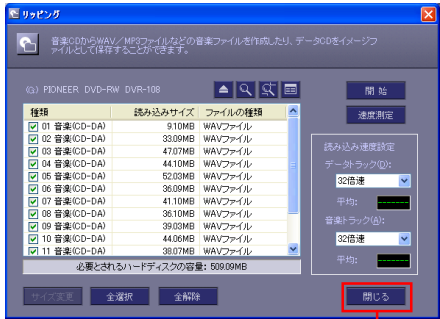 リッピング
音楽CDからWAV／MP3ファイルなどの音楽ファイルを作成したり、データCDをイメージフ
ァイルとして保存することができます。
(G:) PIONEER DVD-RW DVR-108
開 始
種類 読み込みサイズ ファイルの種類
速度測定
01 音楽(CD-DA) 9.10MB WAVファイル
02 音楽(CD-DA) 33.09MB WAVファイル
03 音楽(CD-DA) 47.07MB WAVファイル
04 音楽(CD-DA) 44.10MB WAVファイル
05 音楽(CD-DA) 52.03MB WAVファイル
06 音楽(CD-DA) 36.09MB WAVファイル
07 音楽(CD-DA) 41.10MB WAVファイル
08 音楽(CD-DA) 36.10MB WAVファイル
09 音楽(CD-DA) 39.03MB WAVファイル
10 音楽(CD-DA) 44.06MB WAVファイル
11 音楽(CD-DA) 38.07MB WAVファイル
必要とされるハードディスクの容量: 509.09MB
読み込み速度設定
データトラック(D):
32倍速
平均:
音楽トラック(A):
32倍速
平均:
サイズ変更 全選択 全解除 閉じる